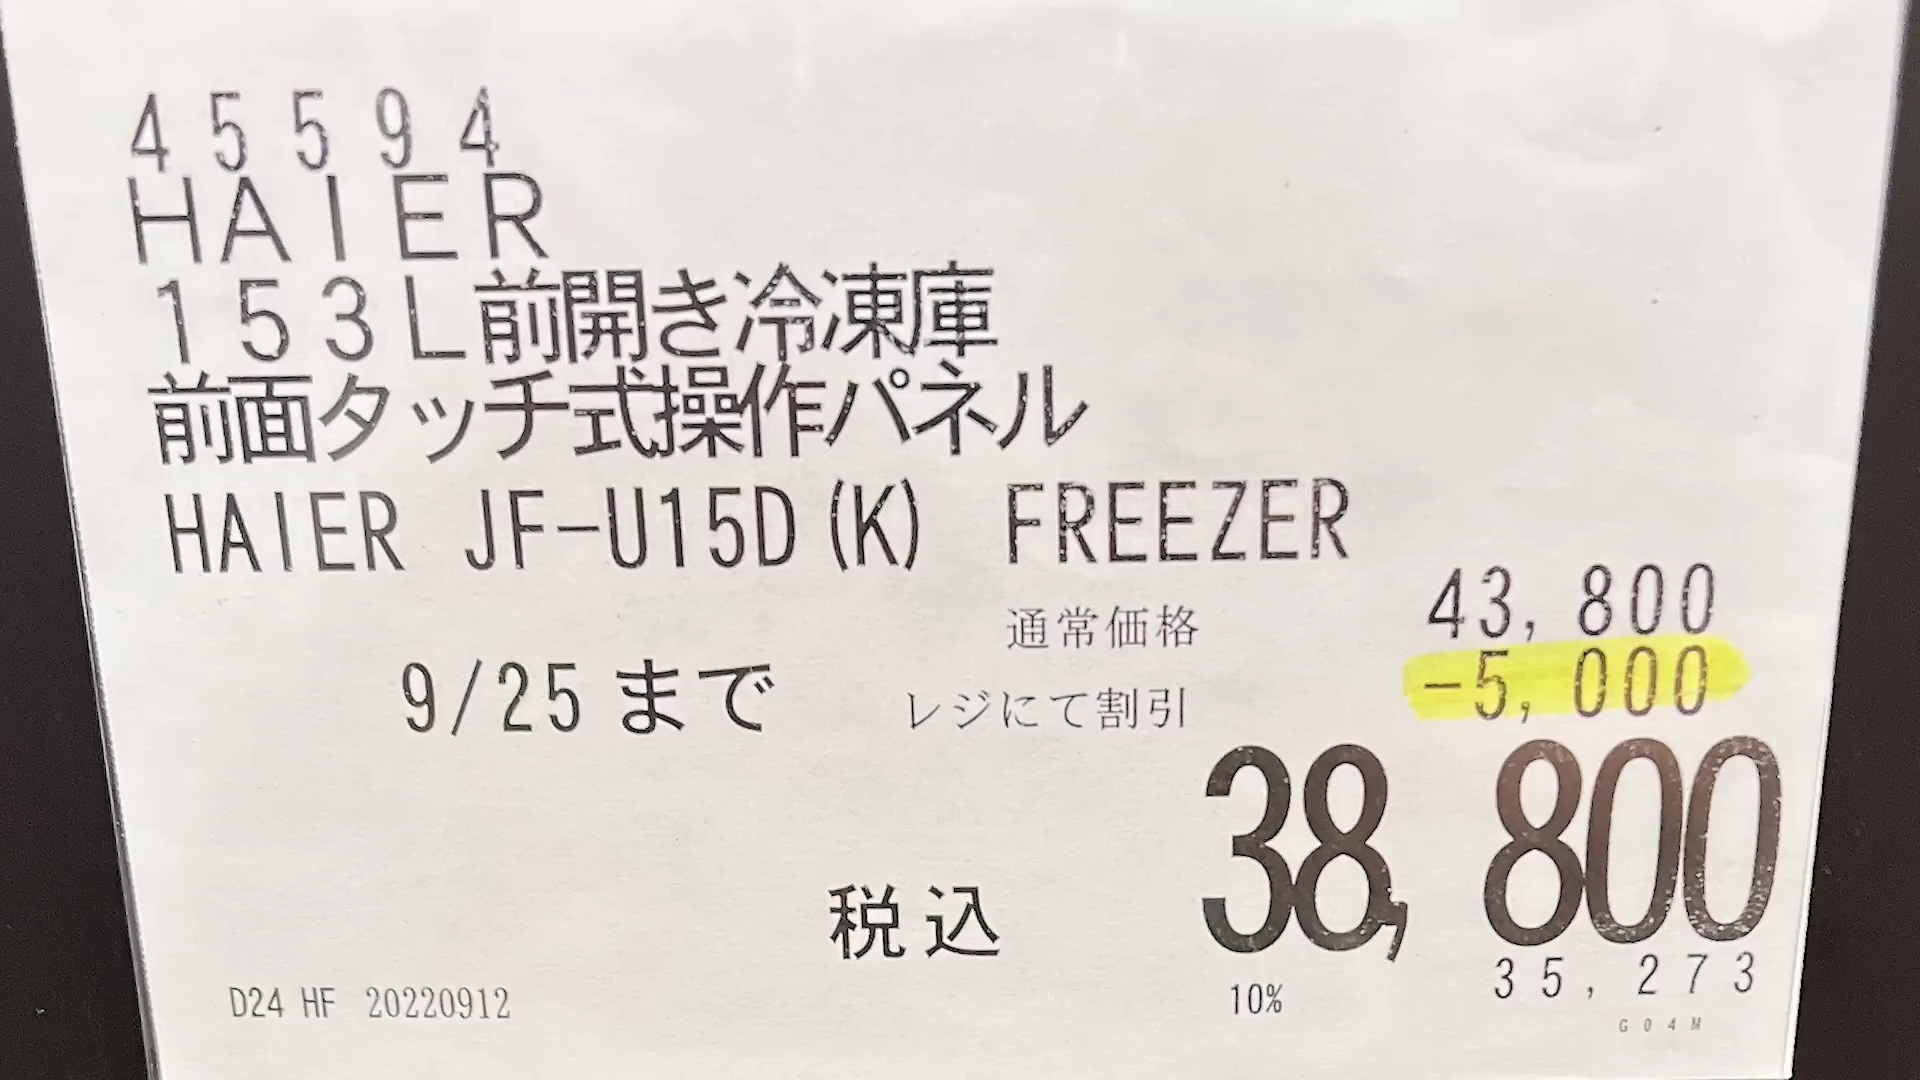 45594
HAIER
153L前開き冷凍庫
前面タッチ式操作パネル
HAIER JF-U15D(K) FREEZER
通常価格 43,800
9/25まで レジにて割引 -5,000
税込 38,800
10% 35,273
D24 HF 20220912
G04M